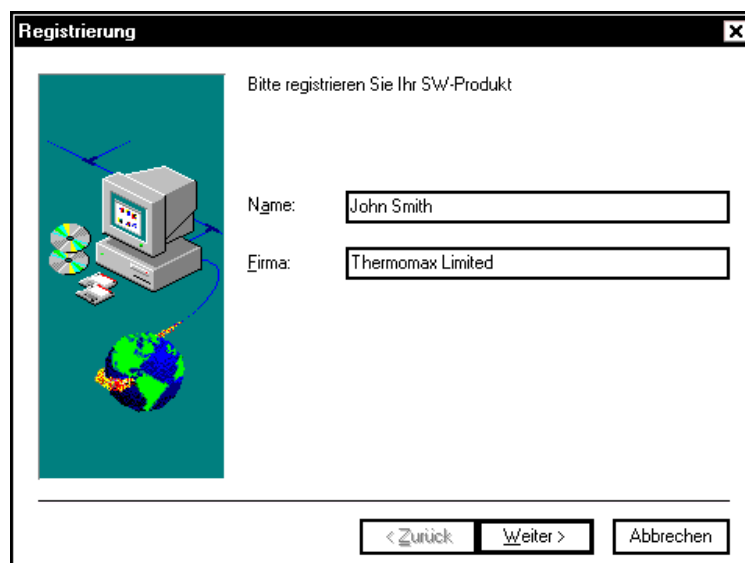 Registrierung
Bitte registrieren Sie Ihr SW-Produkt
Name: John Smith
Firma: Thermomax Limited
< Zurück Weiter > Abbrechen